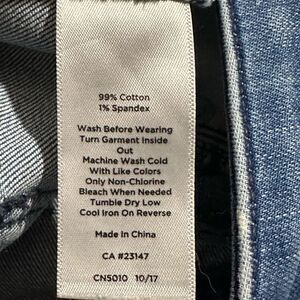 99% Cotton
1% Spandex
Wash Before Wearing
Turn Garment Inside
Out
Machine Wash Cold
With Like Colors
Only Non-Chlorine
Bleach When Needed
Tumble Dry Low
Cool Iron On Reverse
Made In China
CA #23147
CN5010 10/17